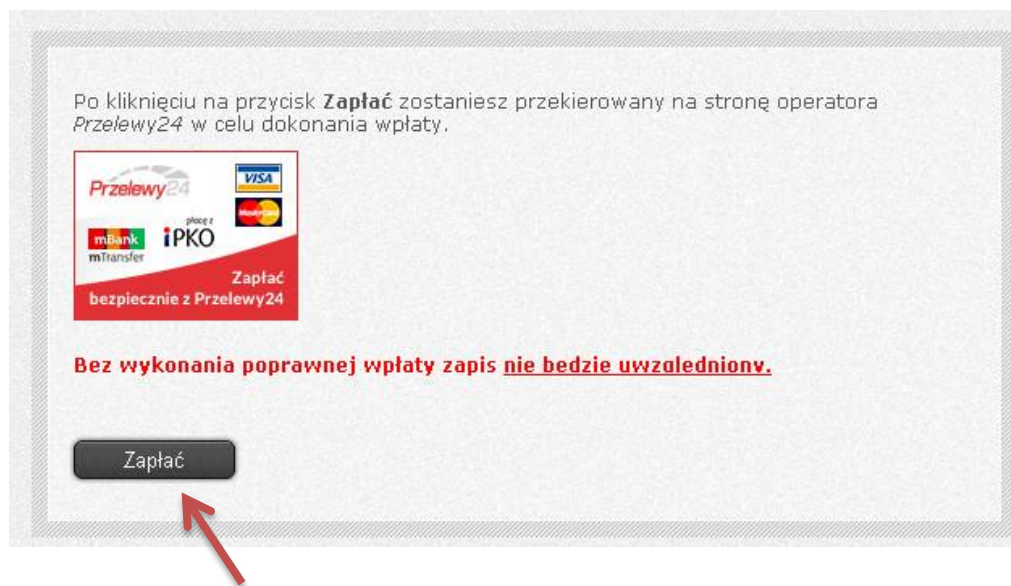 Po kliknięciu na przycisk Zapłać zostaniesz przekierowany na stronę operatora
Przelewy24 w celu dokonania wpłaty.
Przelewy24
VISA
MasterCard
płacę z
mBank
iPKO
mTransfer
Zapłać
bezpiecznie z Przelewy24
Bez wykonania poprawnej wpłaty zapis nie bedzie uwzgledniony.
Zapłać